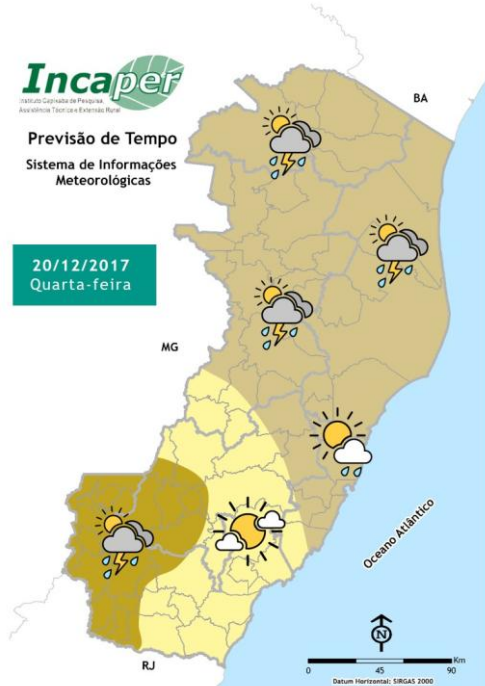 Incaper
Instituto Capixaba de Pesquisa,
Assistência Técnica e Extensão Rural
Previsão de Tempo
Sistema de Informações
Meteorológicas
20/12/2017
Quarta-feira
BA
MG
Oceano Atlântico
RJ
N
Km
0 45 90
Datum Horizontal: SIRGAS 2000